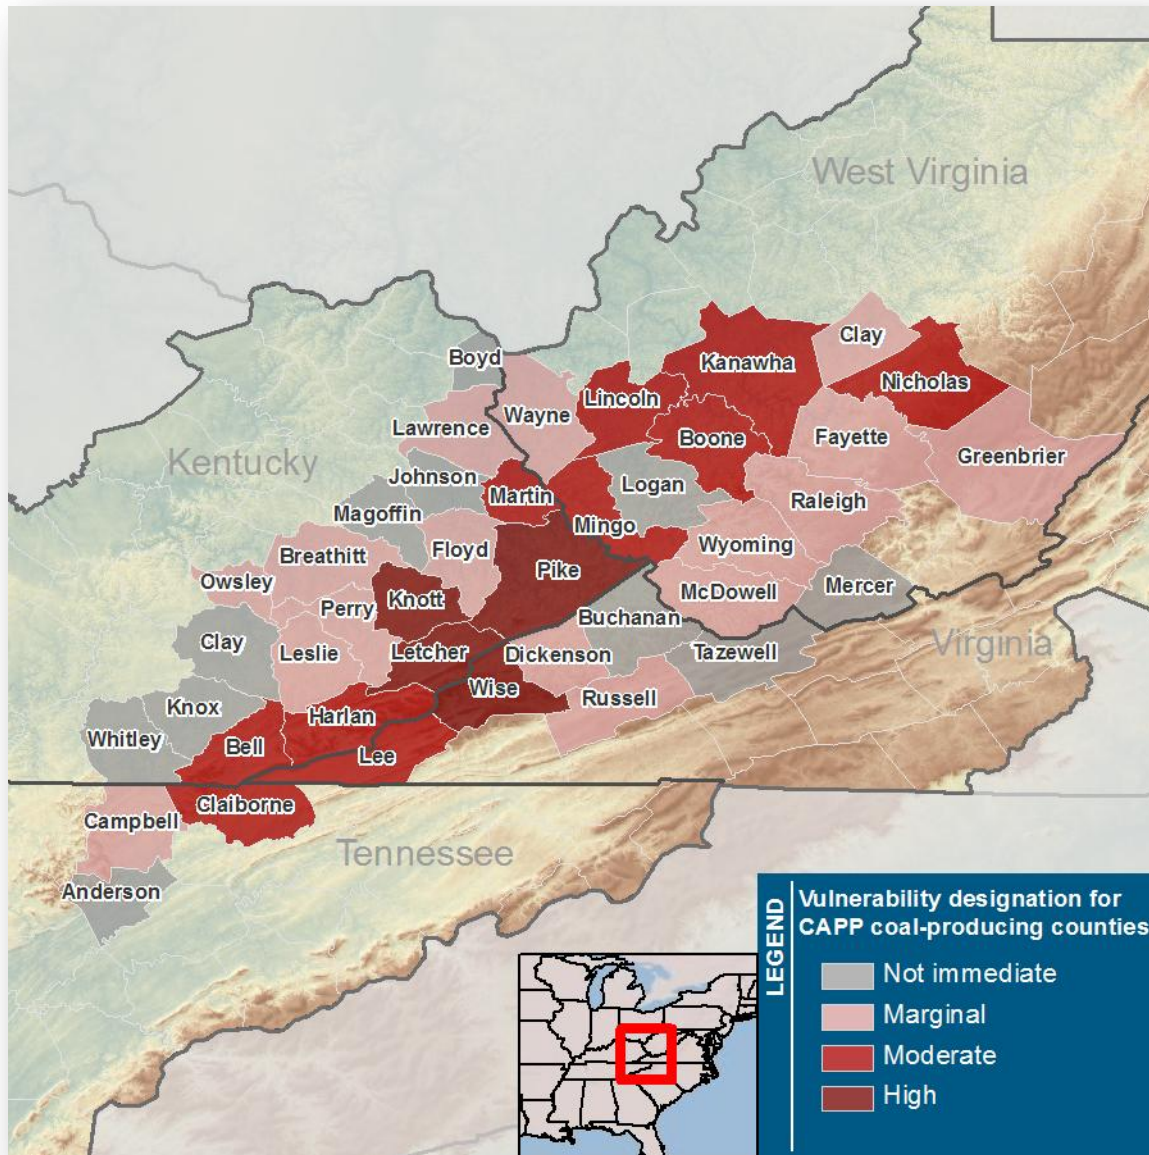 West Virginia
Clay
Boyd
Kanawha
Nicholas
Lincoln
Wayne
Lawrence
Boone
Fayette
Greenbrier
Kentucky
Johnson
Logan
Martin
Raleigh
Magoffin
Mingo
Floyd
Wyoming
Breathitt
Pike
Owsley
Mercer
McDowell
Knott
Perry
Buchanan
Clay
Virginia
Leslie
Letcher
Dickenson
Tazewell
Wise
Russell
Knox
Harlan
Whitley
Bell
Lee
Claiborne
Campbell
Tennessee
Anderson
LEGEND
Vulnerability designation for
CAPP coal-producing counties
Not immediate
Marginal
Moderate
High